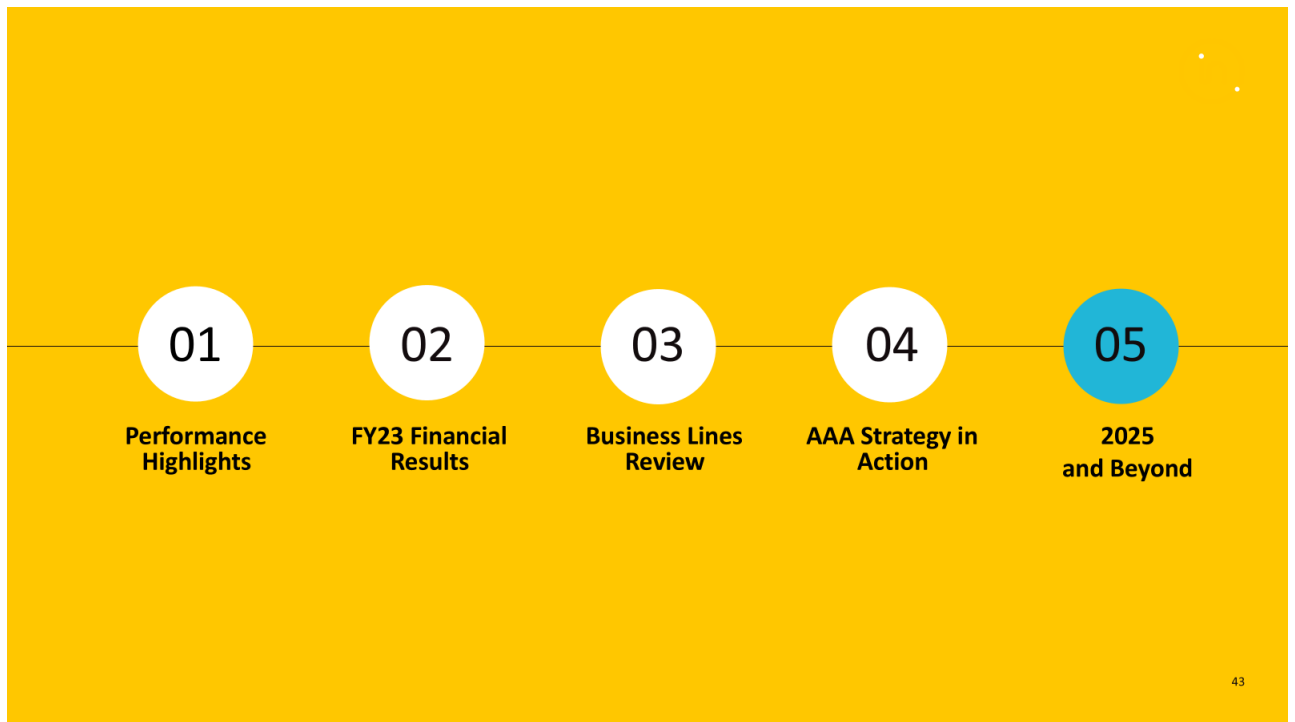 01
02
03
04
05
Performance
Highlights
FY23 Financial
Results
Business Lines
Review
AAA Strategy in
Action
2025
and Beyond
43